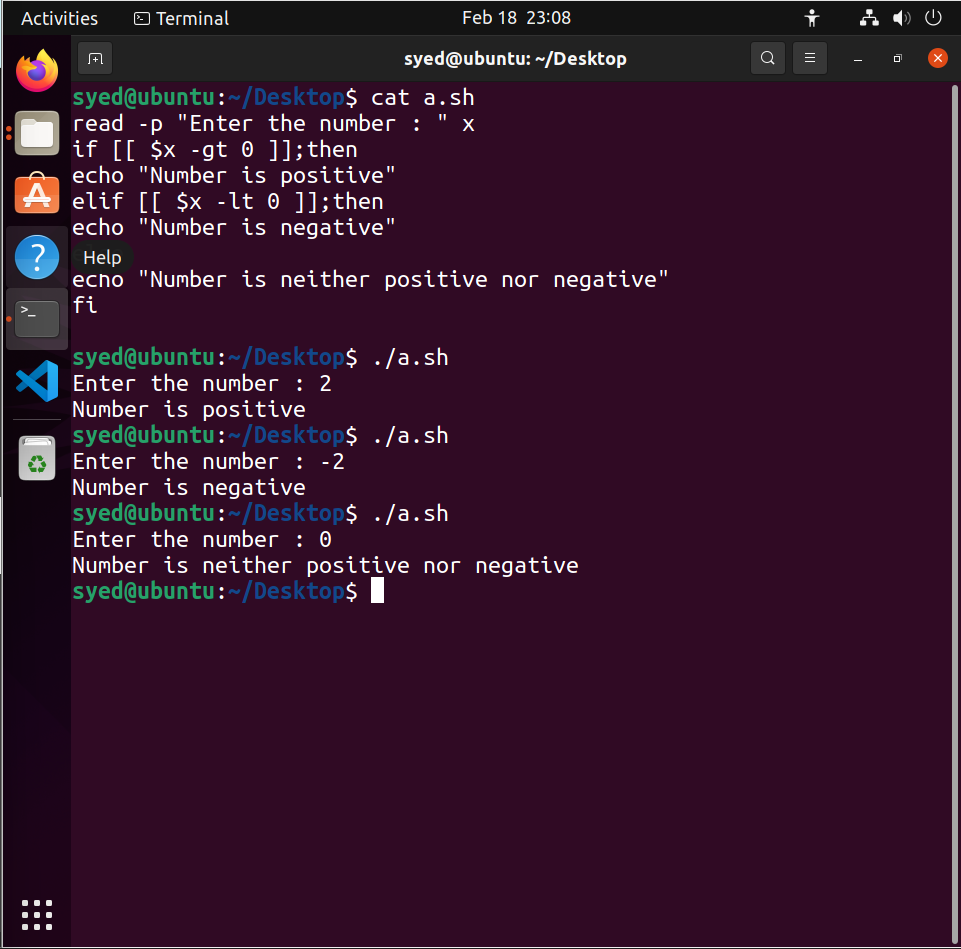 Activities Terminal Feb 18 23:08
syed@ubuntu: ~/Desktop
syed@ubuntu:~/Desktop$ cat a.sh
read -p "Enter the number : " x
if [[ $x -gt 0 ]];then
echo "Number is positive"
elif [[ $x -lt 0 ]];then
echo "Number is negative"
Help
echo "Number is neither positive nor negative"
fi
syed@ubuntu:~/Desktop$ ./a.sh
Enter the number : 2
Number is positive
syed@ubuntu:~/Desktop$ ./a.sh
Enter the number : -2
Number is negative
syed@ubuntu:~/Desktop$ ./a.sh
Enter the number : 0
Number is neither positive nor negative
syed@ubuntu:~/Desktop$